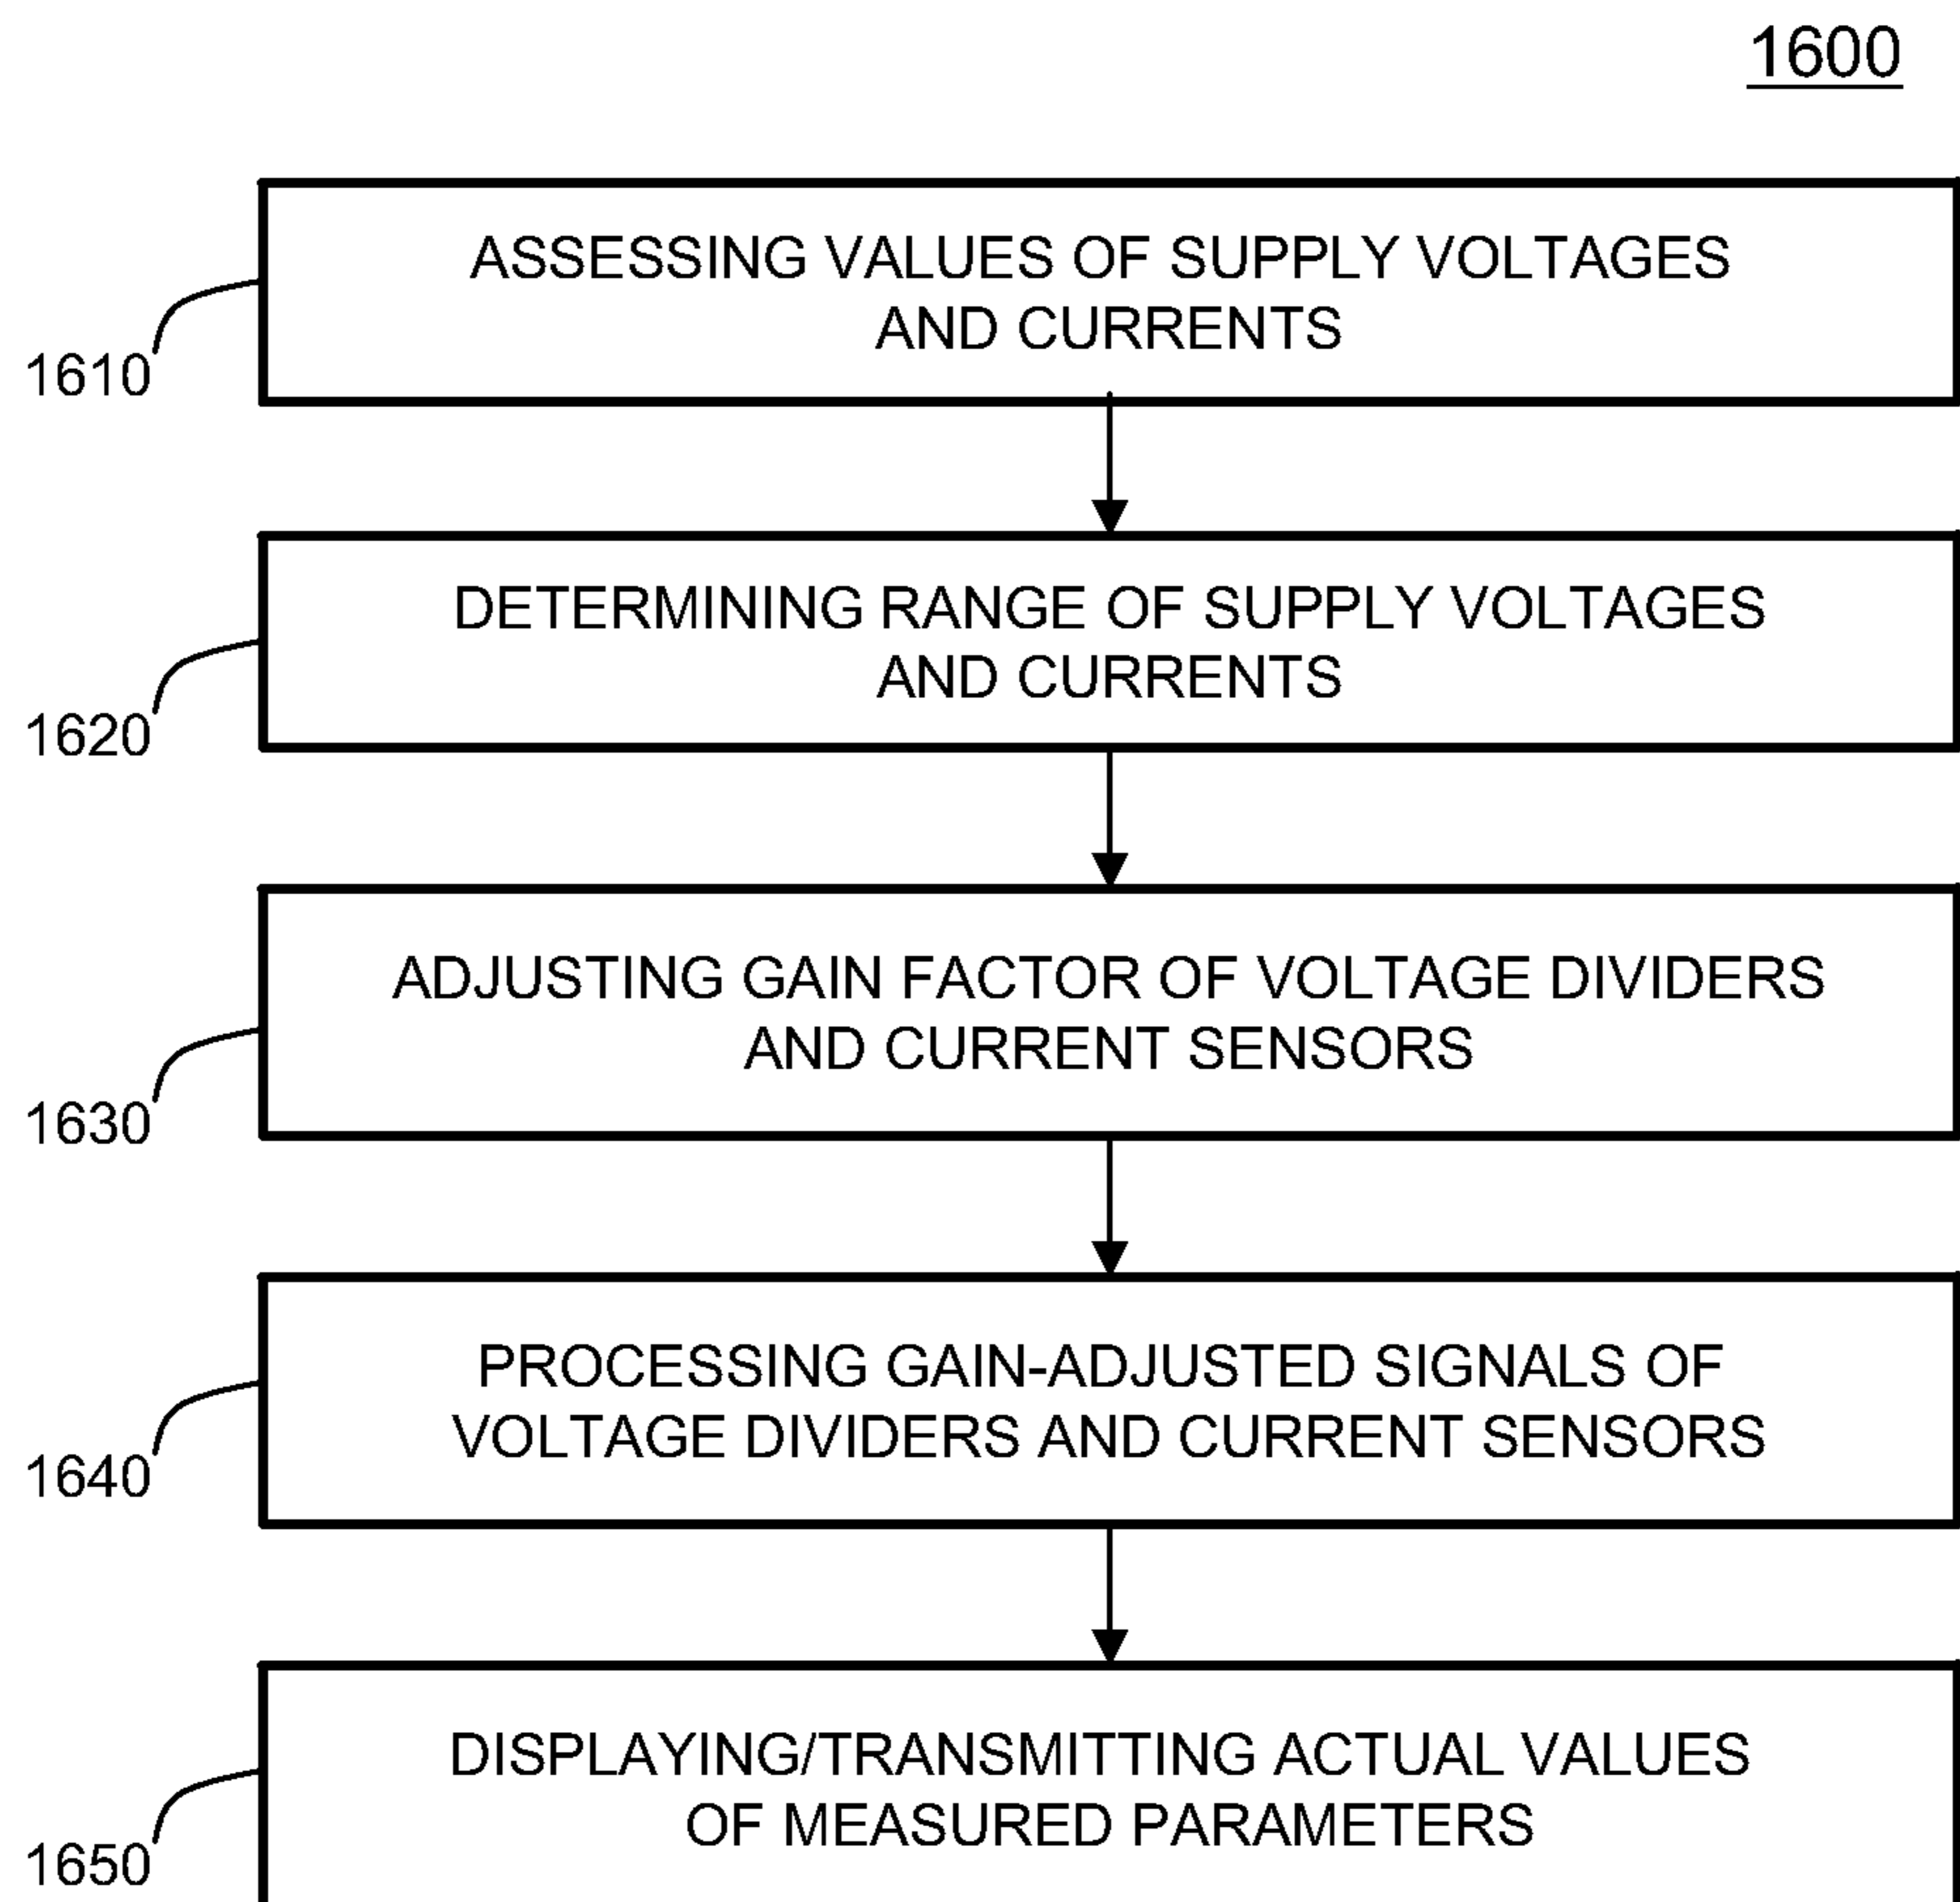 1600
ASSESSING VALUES OF SUPPLY VOLTAGES
AND CURRENTS
1610
DETERMINING RANGE OF SUPPLY VOLTAGES
AND CURRENTS
1620
ADJUSTING GAIN FACTOR OF VOLTAGE DIVIDERS
AND CURRENT SENSORS
1630
PROCESSING GAIN-ADJUSTED SIGNALS OF
VOLTAGE DIVIDERS AND CURRENT SENSORS
1640
DISPLAYING/TRANSMITTING ACTUAL VALUES
OF MEASURED PARAMETERS
1650